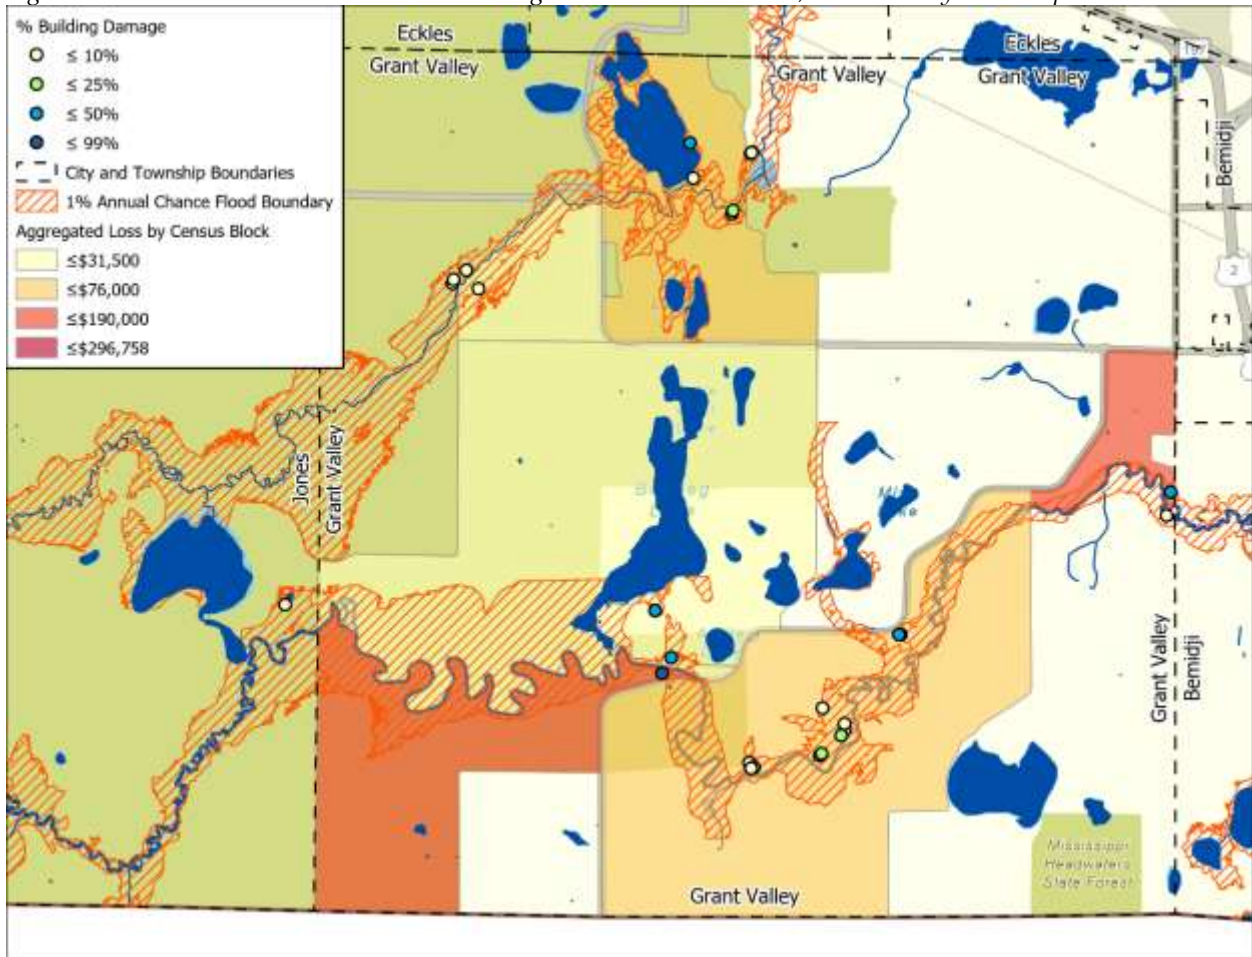 % Building Damage
≤ 10%
≤ 25%
≤ 50%
≤ 99%
City and Township Boundaries
1% Annual Chance Flood Boundary
Aggregated Loss by Census Block
≤$31,500
≤$76,000
≤$190,000
≤$296,758
Eckles
Grant Valley
Grant Valley
Eckles
Grant Valley
Bemidji
2
Jones
Grant Valley
Grant Valley
Bemidji
Mississippi
Headwaters
State Forest
Grant Valley